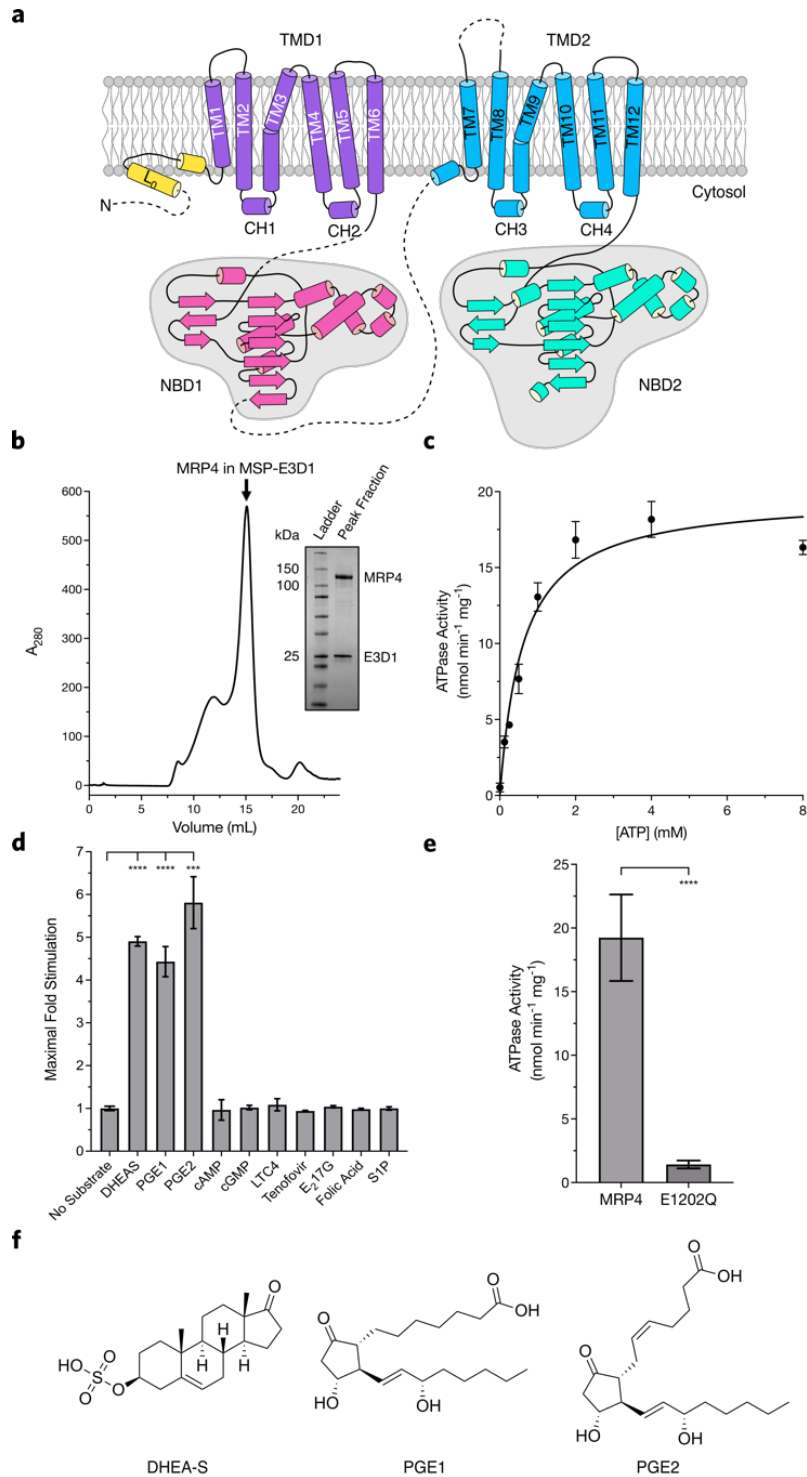 a
TMD1
TMD2
TM1
TM2
TM3
TM4
TM5
TM6
TM7
TM8
TM9
TM10
TM11
TM12
L0
N
Cytosol
CH1
CH2
CH3
CH4
NBD1
NBD2
b
MRP4 in MSP-E3D1
600
500
400
300
200
100
0
A280
0
5
10
15
20
Volume (mL)
kDa
Ladder
Peak Fraction
150
100
25
MRP4
E3D1
c
20
15
10
5
0
ATPase Activity
(nmol min⁻¹ mg⁻¹)
0
2
4
6
8
[ATP] (mM)
d
7
6
5
4
3
2
1
0
Maximal Fold Stimulation
****
****
***
No Substrate
DHEAS
PGE1
PGE2
cAMP
cGMP
LTC4
Tenofovir
E₂17G
Folic Acid
S1P
e
25
20
15
10
5
0
ATPase Activity
(nmol min⁻¹ mg⁻¹)
****
MRP4
E1202Q
f
O
HO
O
S
O
O
H
H
H
DHEA-S
O
O
OH
HO
OH
PGE1
O
OH
O
HO
OH
PGE2